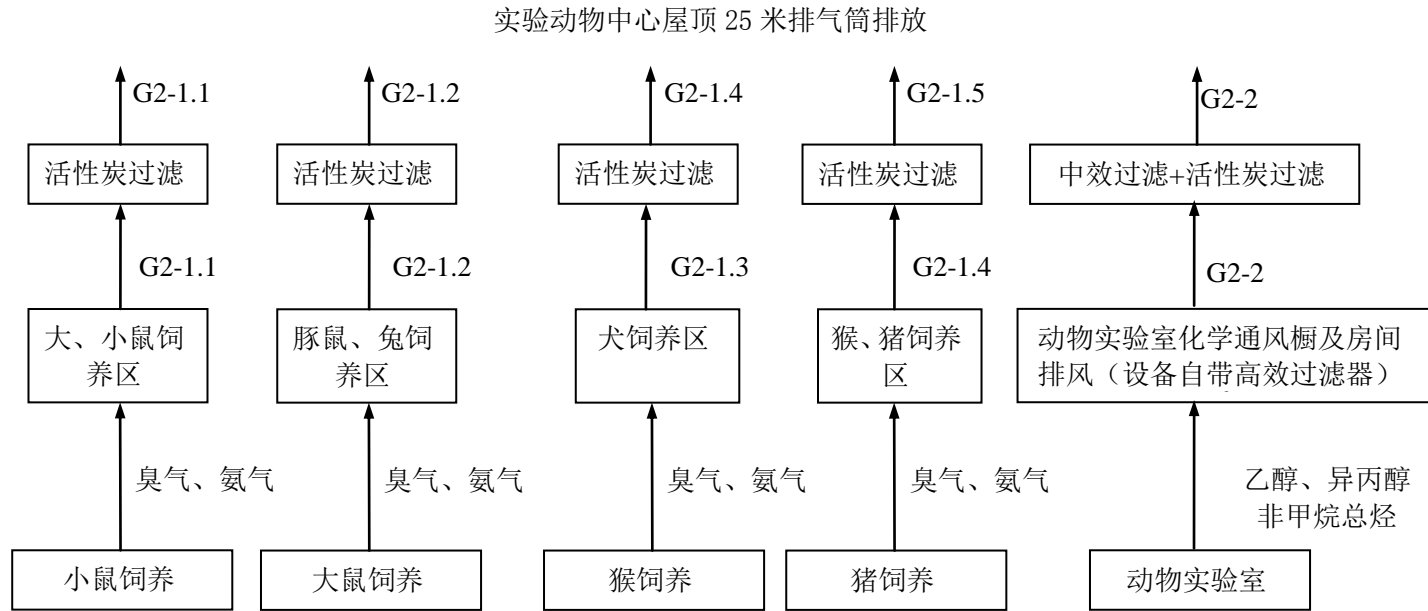 实验动物中心屋顶 25 米排气筒排放
G2-1.1
G2-1.2
G2-1.4
G2-1.5
G2-2
活性炭过滤
活性炭过滤
活性炭过滤
活性炭过滤
中效过滤+活性炭过滤
G2-1.1
G2-1.2
G2-1.3
G2-1.4
G2-2
大、小鼠饲
养区
豚鼠、兔饲
养区
犬饲养区
猴、猪饲养
区
动物实验室化学通风橱及房间
排风（设备自带高效过滤器）
臭气、氨气
臭气、氨气
臭气、氨气
臭气、氨气
乙醇、异丙醇
非甲烷总烃
小鼠饲养
大鼠饲养
猴饲养
猪饲养
动物实验室